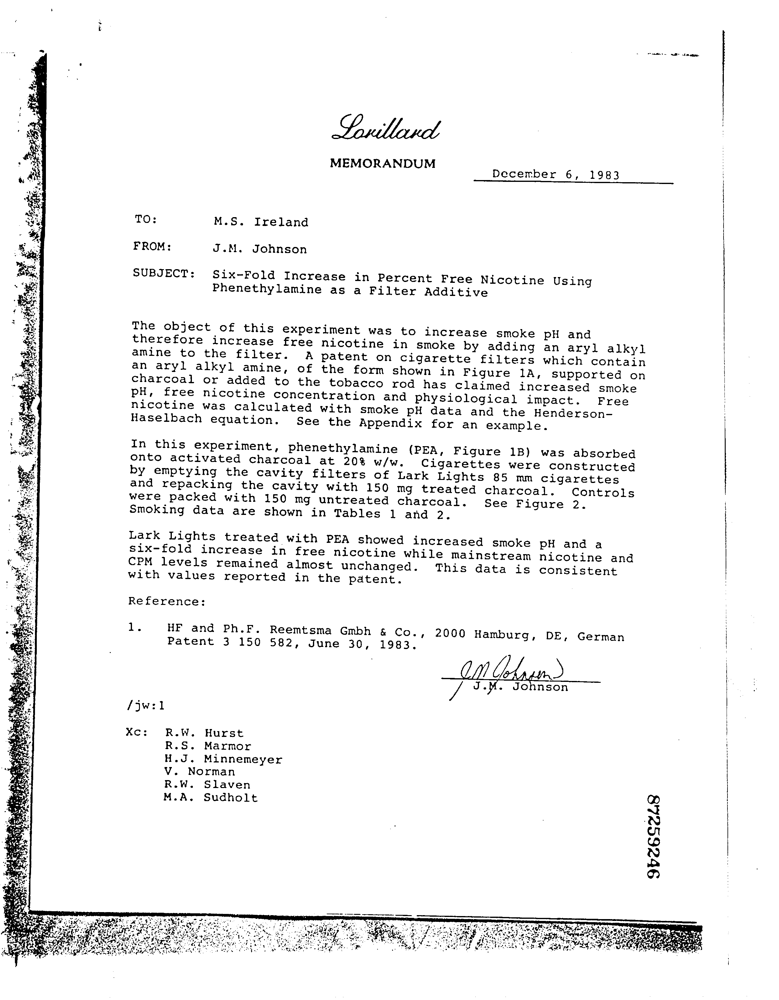 Lorillard
MEMORANDUM
December 6, 1983
TO: M.S. Ireland
FROM: J.M. Johnson
SUBJECT: Six-Fold Increase in Percent Free Nicotine Using
Phenethylamine as a Filter Additive
The object of this experiment was to increase smoke pH and
therefore increase free nicotine in smoke by adding an aryl alkyl
amine to the filter. A patent on cigarette filters which contain
an aryl alkyl amine, of the form shown in Figure 1A, supported on
charcoal or added to the tobacco rod has claimed increased smoke
pH, free nicotine concentration and physiological impact. Free
nicotine was calculated with smoke pH data and the Henderson-
Haselbach equation. See the Appendix for an example.
In this experiment, phenethylamine (PEA, Figure 1B) was absorbed
onto activated charcoal at 20% w/w. Cigarettes were constructed
by emptying the cavity filters of Lark Lights 85 mm cigarettes
and repacking the cavity with 150 mg treated charcoal. Controls
were packed with 150 mg untreated charcoal. See Figure 2.
Smoking data are shown in Tables 1 and 2.
Lark Lights treated with PEA showed increased smoke pH and a
six-fold increase in free nicotine while mainstream nicotine and
CPM levels remained almost unchanged. This data is consistent
with values reported in the patent.
Reference:
1. HF and Ph.F. Reemtsma Gmbh & Co., 2000 Hamburg, DE, German
Patent 3 150 582, June 30, 1983.
J.M. Johnson
J.M. Johnson
/jw:1
Xc: R.W. Hurst
R.S. Marmor
H.J. Minnemeyer
V. Norman
R.W. Slaven
M.A. Sudholt
87259246